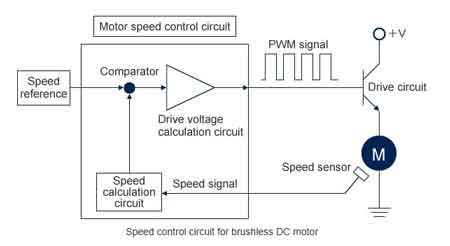 Motor speed control circuit
PWM signal
+V
Speed
reference
Comparator
Drive circuit
Drive voltage
calculation circuit
M
Speed sensor
Speed
calculation
circuit
Speed signal
Speed control circuit for brushless DC motor